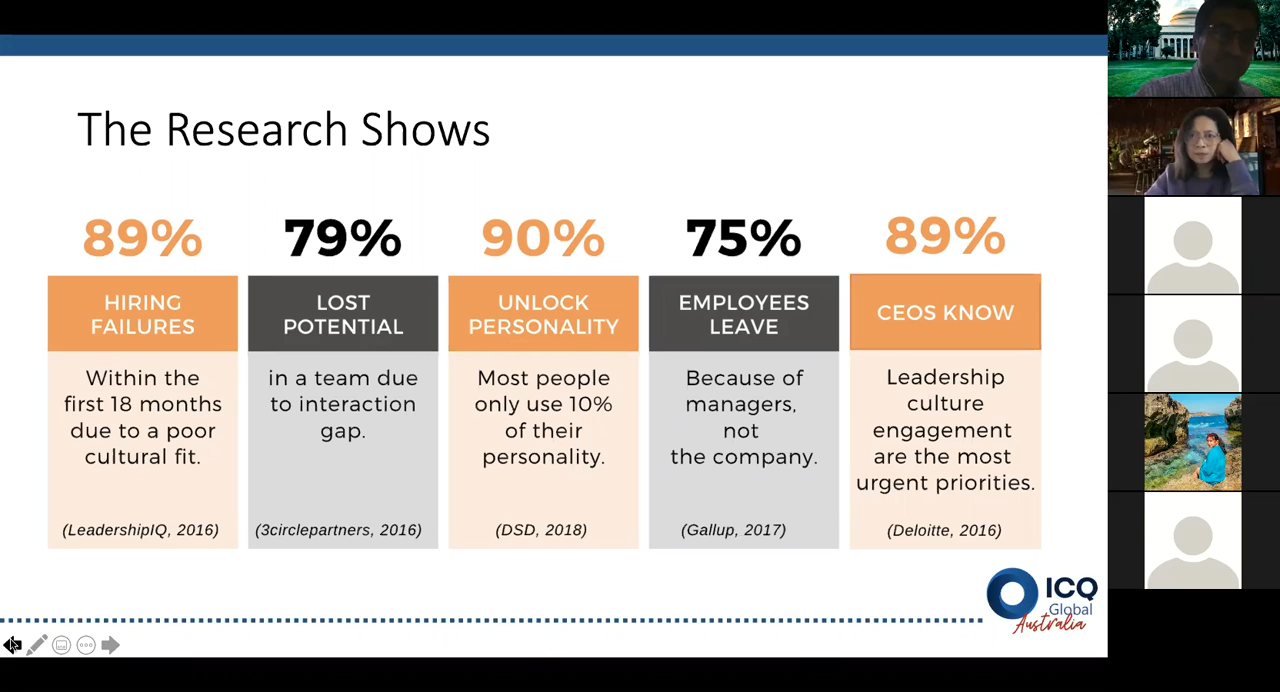 The Research Shows
89%
HIRING
FAILURES
Within the
first 18 months
due to a poor
cultural fit.
(LeadershipIQ, 2016)
79%
LOST
POTENTIAL
in a team due
to interaction
gap.
(3circlepartners, 2016)
90%
UNLOCK
PERSONALITY
Most people
only use 10%
of their
personality.
(DSD, 2018)
75%
EMPLOYEES
LEAVE
Because of
managers,
not
the company.
(Gallup, 2017)
89%
CEOS KNOW
Leadership
culture
engagement
are the most
urgent priorities.
(Deloitte, 2016)
ICQ
Global
Australia